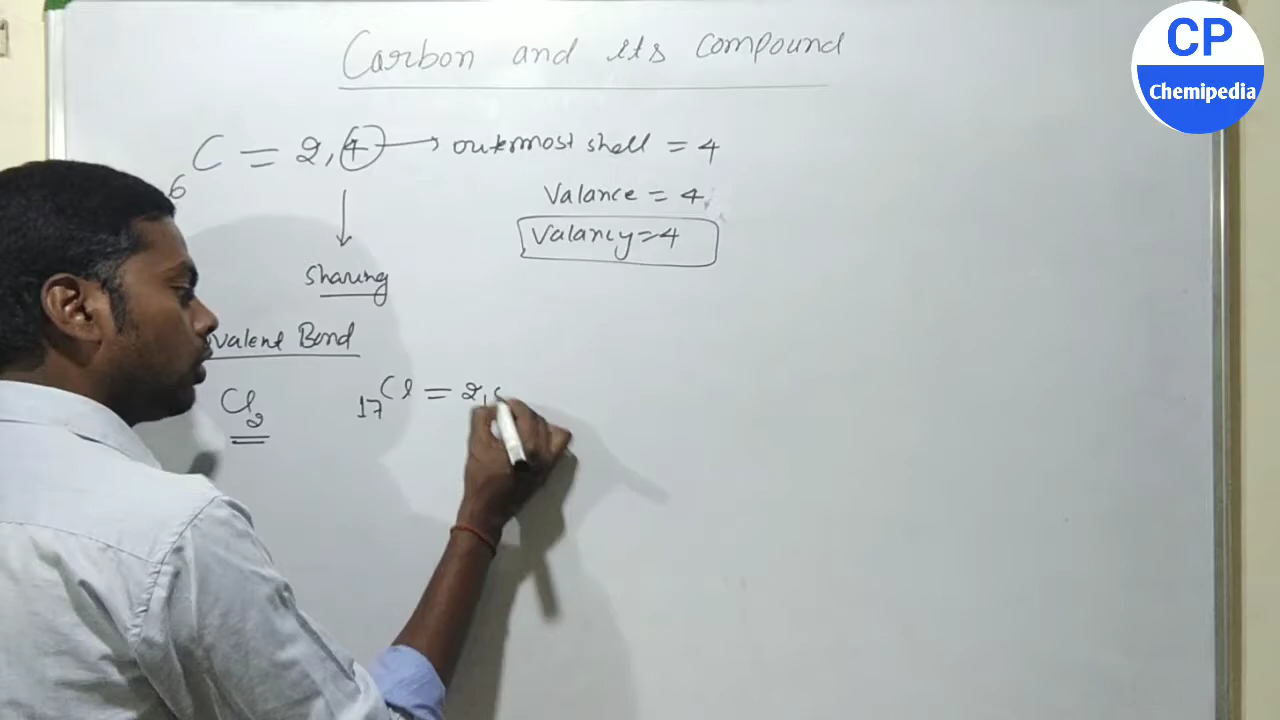 Carbon and its compound
CP
Chemipedia
6 C = 2,4 → outermost shell = 4
Valance = 4
Valancy = 4
Sharing
valent Bond
Cl2
17 Cl = 2,